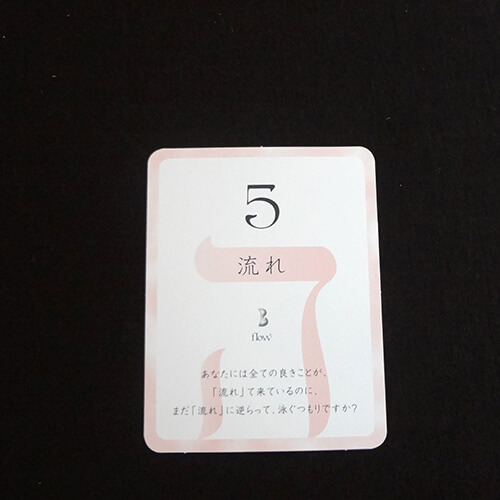 5
流れ
flow
あなたには全ての良きことが、
「流れ」て来ているのに、
まだ「流れ」に逆らって、泳ぐつもりですか?